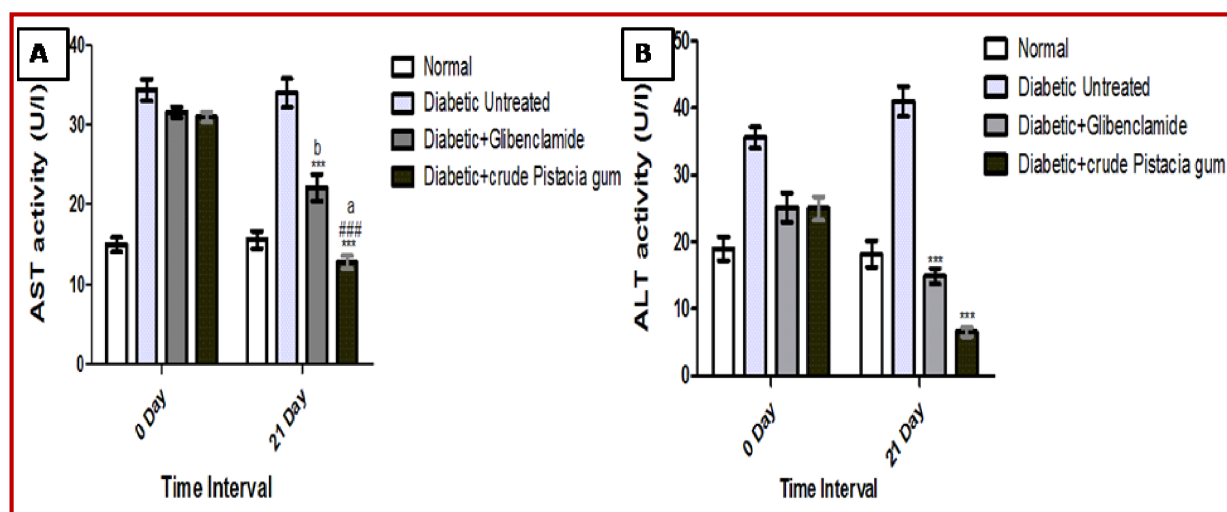 A
AST activity (U/l)
40
30
20
10
0
Normal
Diabetic Untreated
Diabetic+Glibenclamide
Diabetic+crude Pistacia gum
b
***
a
###
***
0 Day
21 Day
Time Interval
B
ALT activity (U/l)
50
40
30
20
10
0
Normal
Diabetic Untreated
Diabetic+Glibenclamide
Diabetic+crude Pistacia gum
***
***
0 Day
21 Day
Time Interval